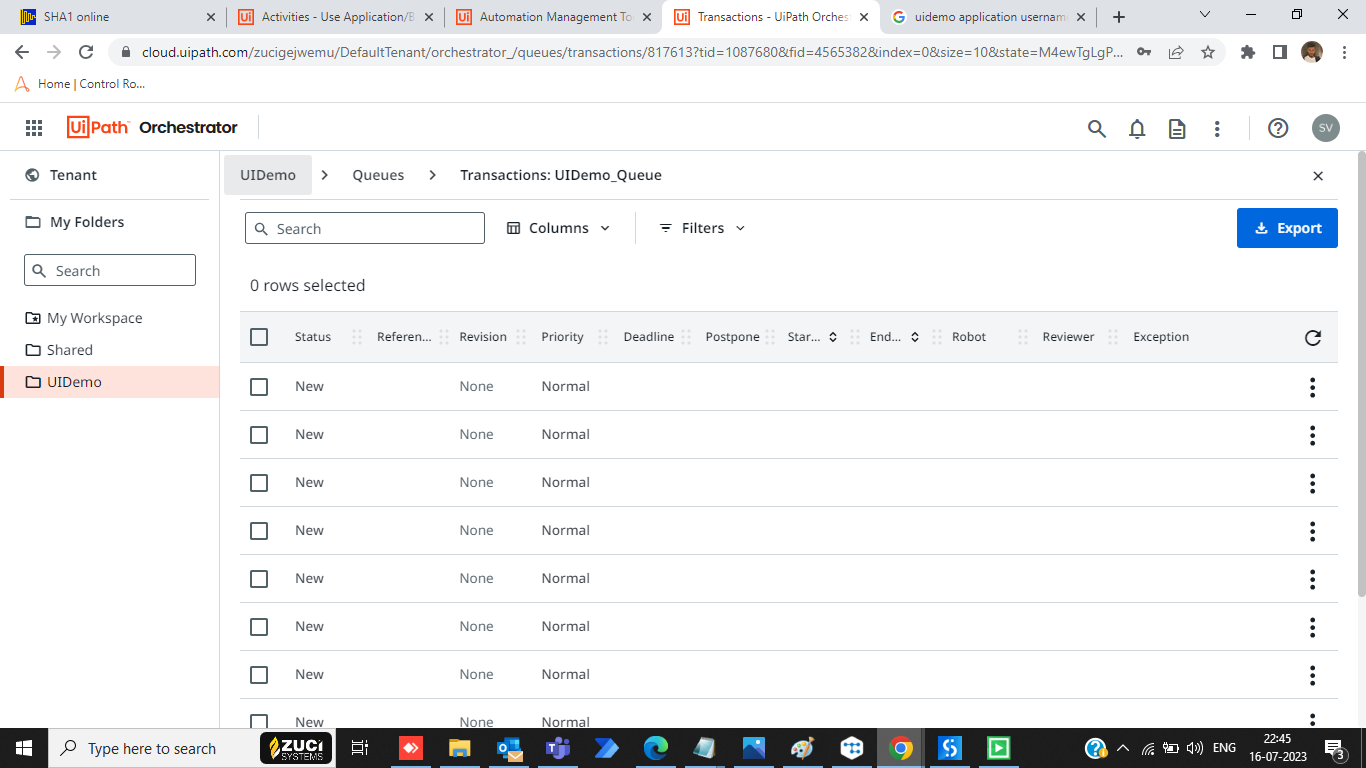 SHA1 online
Activities - Use Application/B
Automation Management To
Transactions - UiPath Orches
uidemo application usernam
cloud.uipath.com/zucigejwemu/DefaultTenant/orchestrator_/queues/transactions/817613?tid=1087680&fid=4565382&index=0&size=10&state=M4ewTgLgP...
Home | Control Ro...
UiPath Orchestrator
SV
Tenant
UIDemo
Queues
Transactions: UIDemo_Queue
My Folders
Search
Columns
Filters
Export
Search
0 rows selected
My Workspace
Shared
UIDemo
Status Referen... Revision Priority Deadline Postpone Star... End... Robot Reviewer Exception
New None Normal
New None Normal
New None Normal
New None Normal
New None Normal
New None Normal
New None Normal
New None Normal
Type here to search
ZUCI
SYSTEMS
ENG
22:45
16-07-2023
3